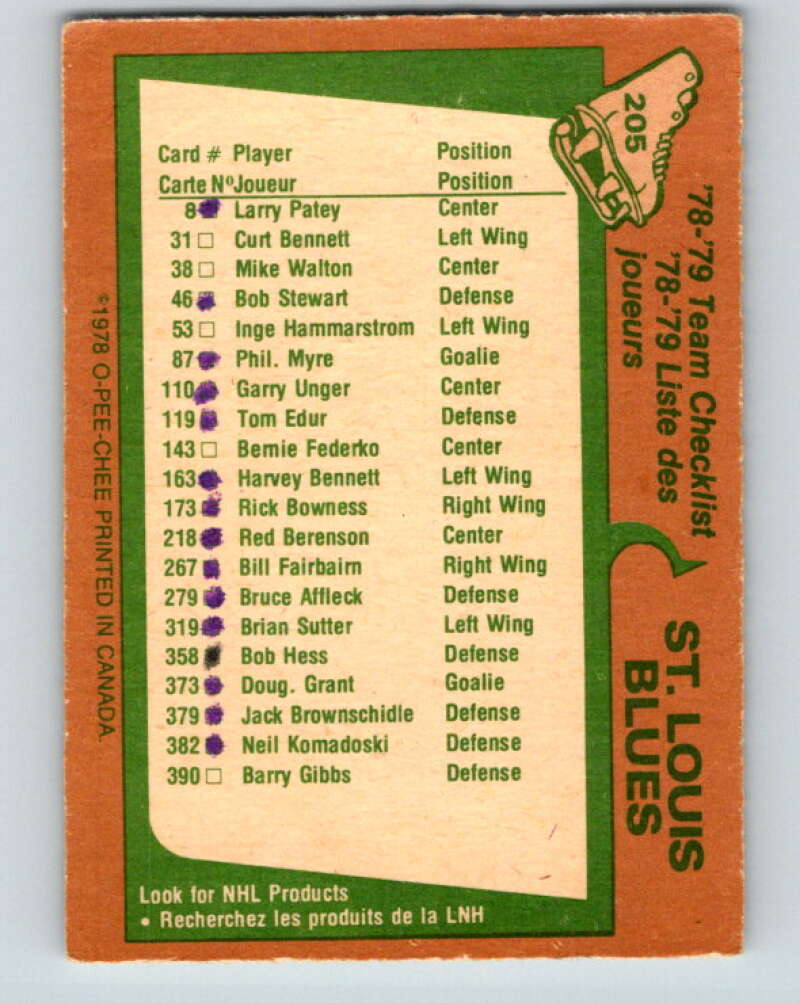 Card # Player Position
Carte Nº Joueur Position
8 Larry Patey Center
31 □ Curt Bennett Left Wing
38 □ Mike Walton Center
46 Bob Stewart Defense
53 □ Inge Hammarstrom Left Wing
87 Phil. Myre Goalie
110 Garry Unger Center
119 Tom Edur Defense
143 □ Bernie Federko Center
163 Harvey Bennett Left Wing
173 Rick Bowness Right Wing
218 Red Berenson Center
267 Bill Fairbairn Right Wing
279 Bruce Affleck Defense
319 Brian Sutter Left Wing
358 Bob Hess Defense
373 Doug. Grant Goalie
379 Jack Brownschidle Defense
382 Neil Komadoski Defense
390 □ Barry Gibbs Defense
Look for NHL Products
• Recherchez les produits de la LNH
205
'78-'79 Team Checklist
'78-'79 Liste des
joueurs
ST. LOUIS
BLUES
©1978 O-PEE-CHEE PRINTED IN CANADA.